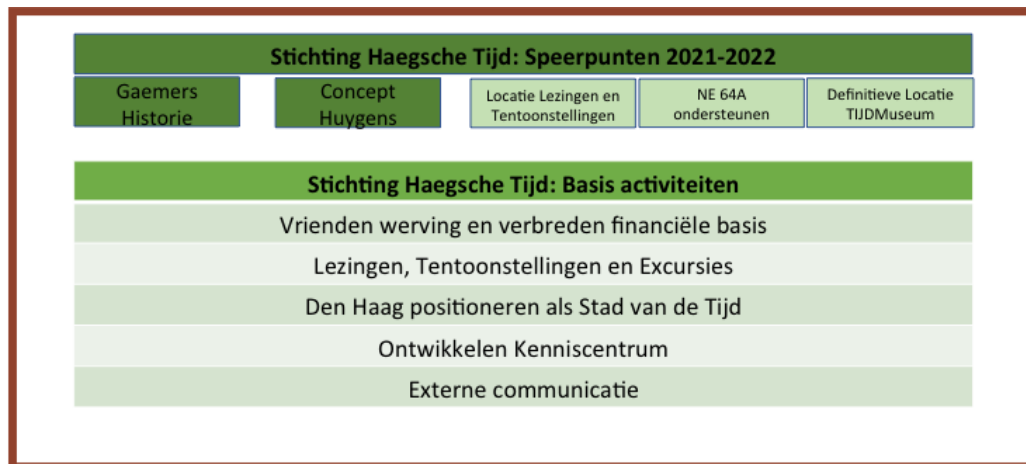 Stichting Haegsche Tijd: Speerpunten 2021-2022
Gaemers
Historie
Concept
Huygens
Locatie Lezingen en
Tentoonstellingen
NE 64A
ondersteunen
Definitieve Locatie
TIJDMuseum
Stichting Haegsche Tijd: Basis activiteiten
Vrienden werving en verbreden financiële basis
Lezingen, Tentoonstellingen en Excursies
Den Haag positioneren als Stad van de Tijd
Ontwikkelen Kenniscentrum
Externe communicatie